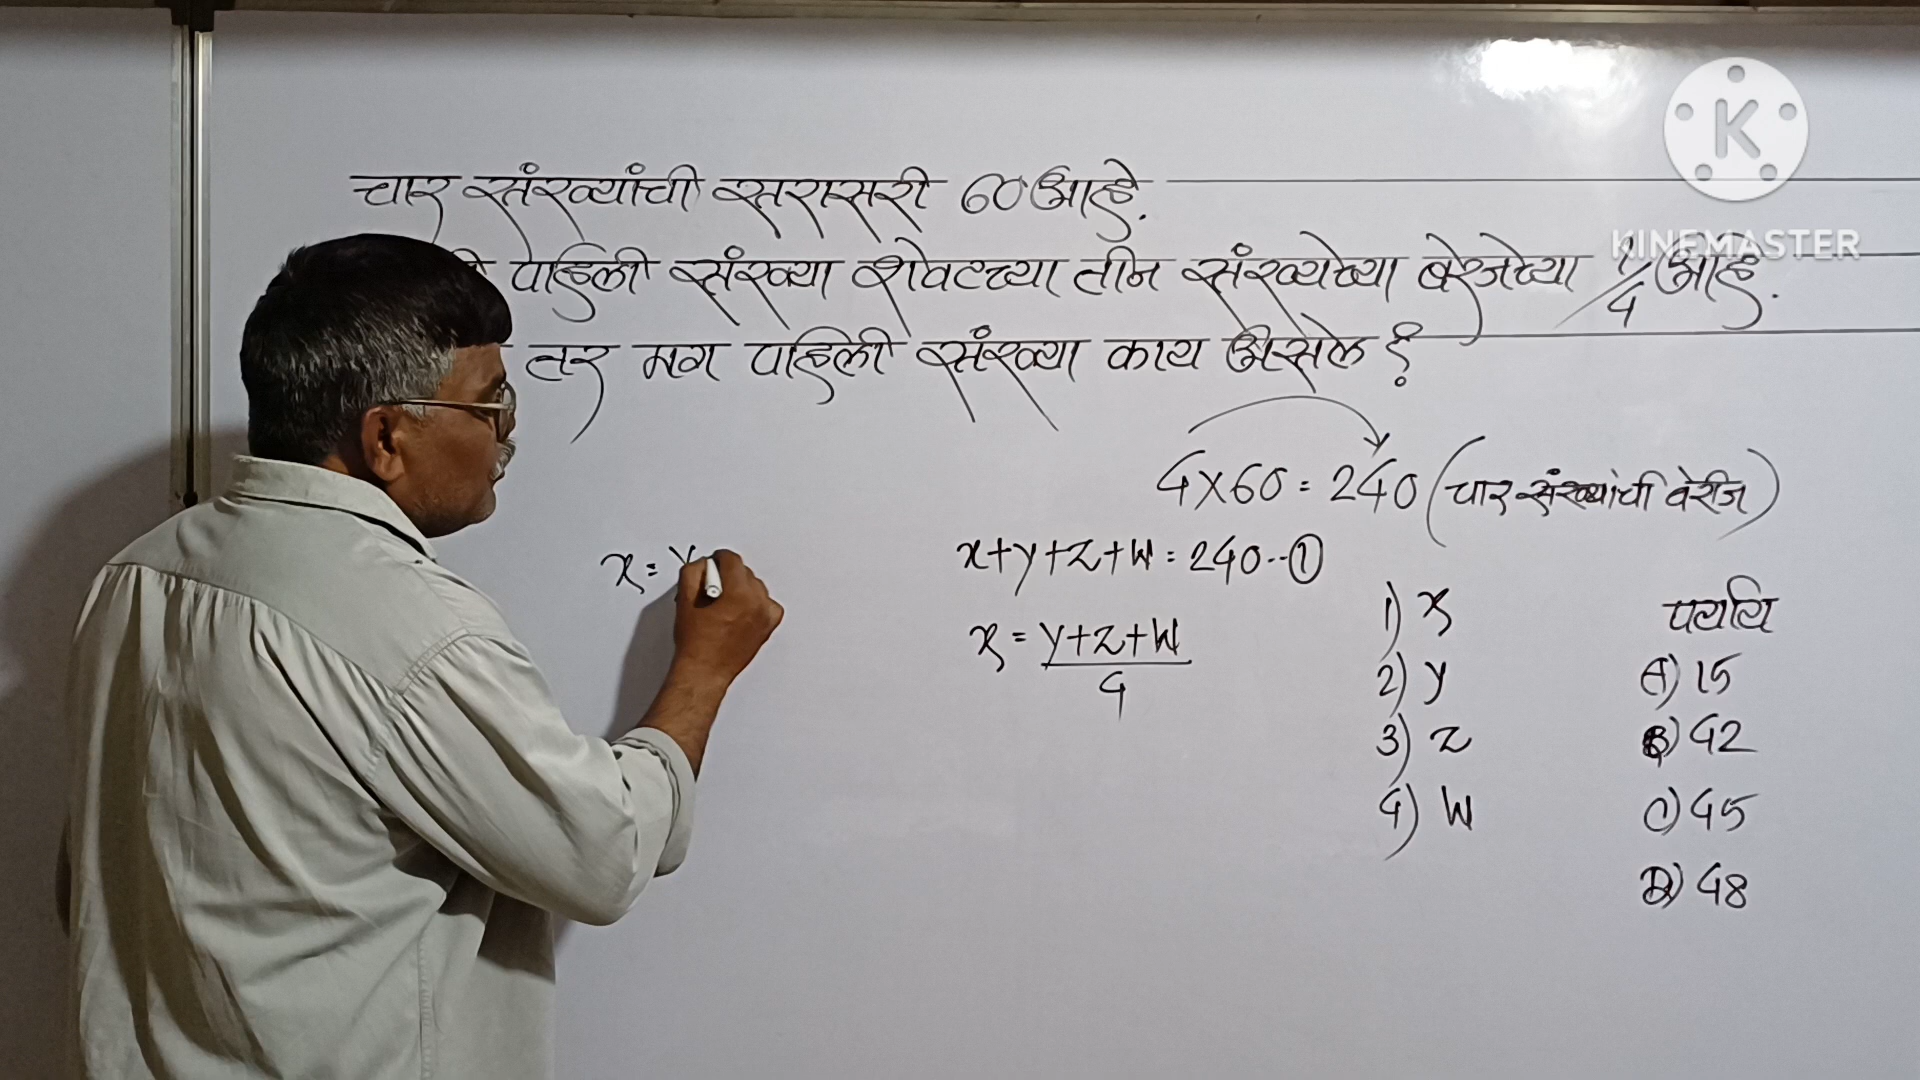 चार संख्यांची सरासरी 60 आहे.
पहिली संख्या शेवटच्या तीन संख्येच्या बेरजेच्या 1/4 आहे.
तर मग पहिली संख्या काय असेल ?
4×60 = 240 (चार संख्यांची बेरीज)
x+y+z+w = 240--①
x = y+z+w
4
x = y
1) x
2) y
3) z
4) w
पर्याय
A) 15
B) 42
C) 45
D) 48
K
KINEMASTER